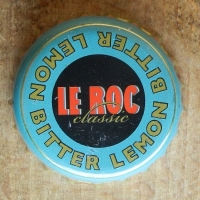 LE ROC
classic
BITTER LEMON
BITTER LEMON